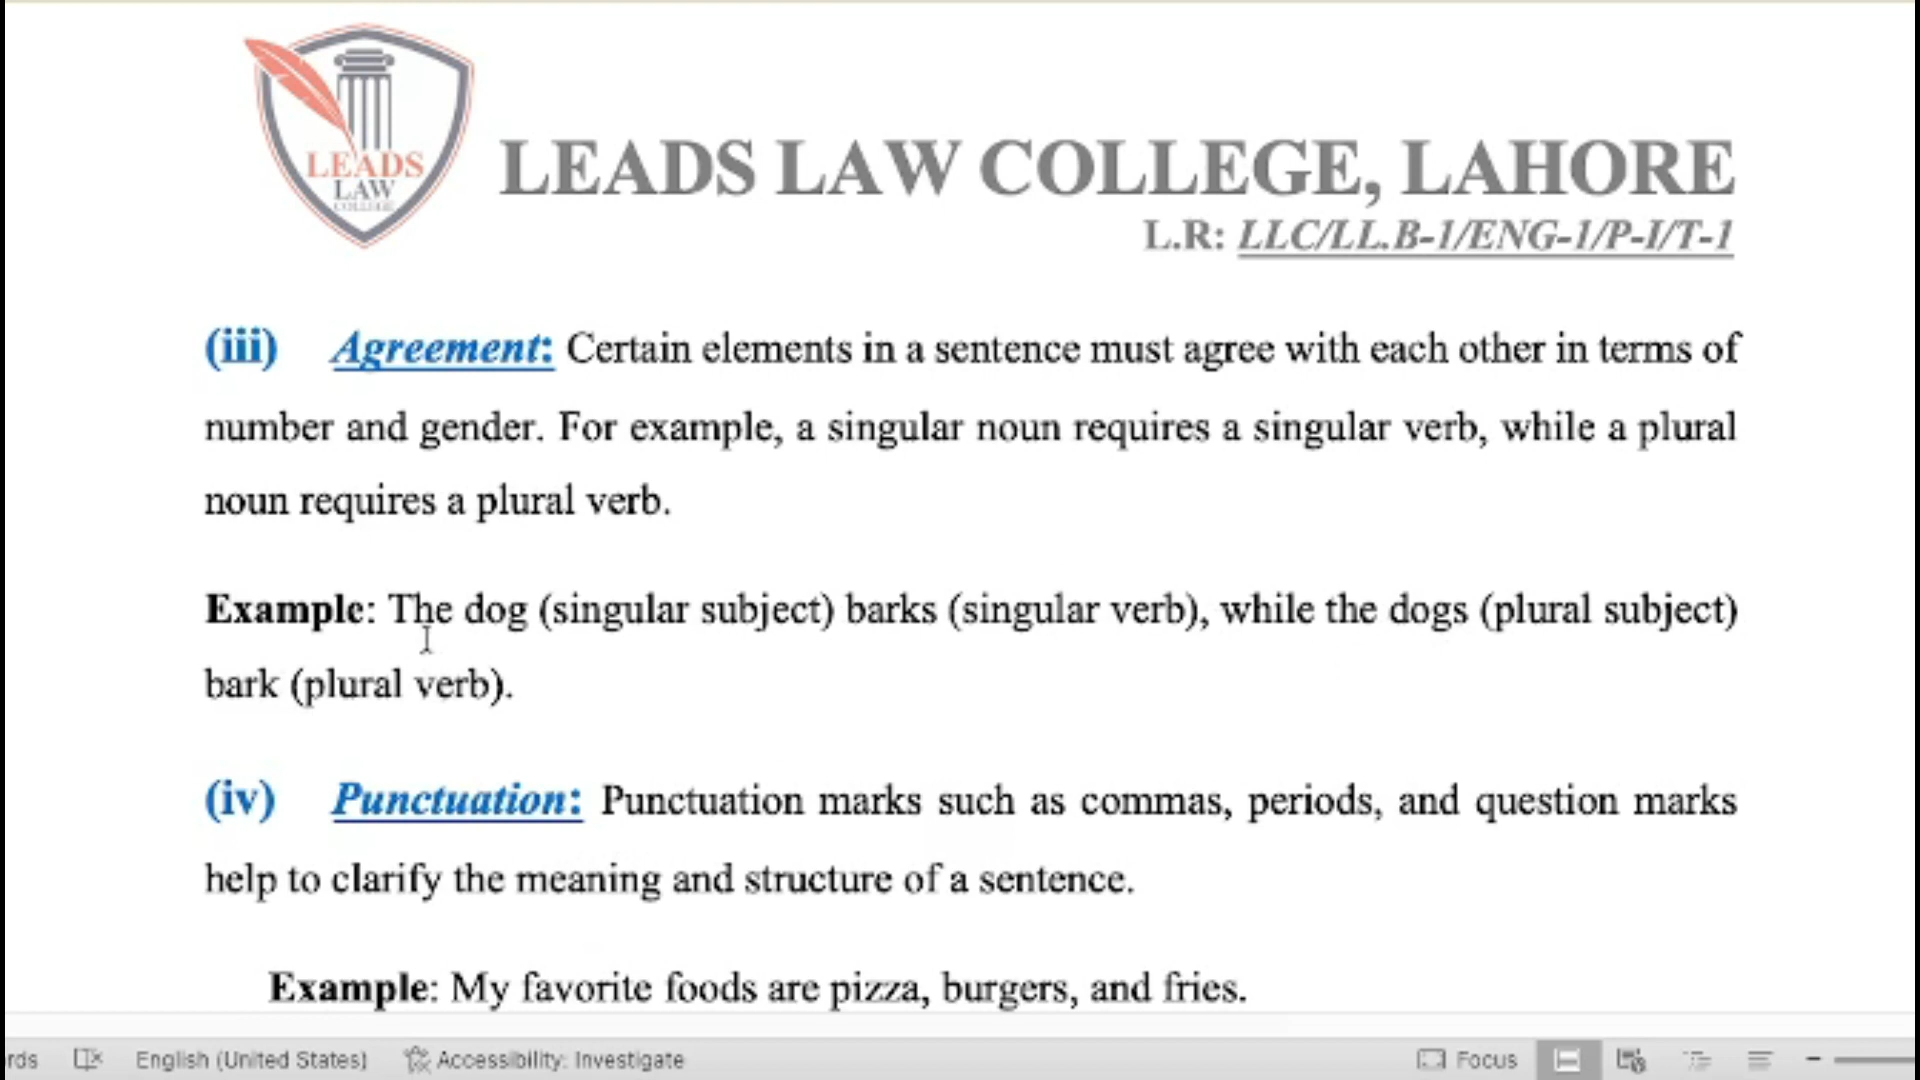 LEADS
LAW
COLLEGE
LEADS LAW COLLEGE, LAHORE
L.R: LLC/LL.B-1/ENG-1/P-I/T-1
(iii) Agreement: Certain elements in a sentence must agree with each other in terms of
number and gender. For example, a singular noun requires a singular verb, while a plural
noun requires a plural verb.
Example: The dog (singular subject) barks (singular verb), while the dogs (plural subject)
bark (plural verb).
(iv) Punctuation: Punctuation marks such as commas, periods, and question marks
help to clarify the meaning and structure of a sentence.
Example: My favorite foods are pizza, burgers, and fries.
rds English (United States) Accessibility: Investigate Focus